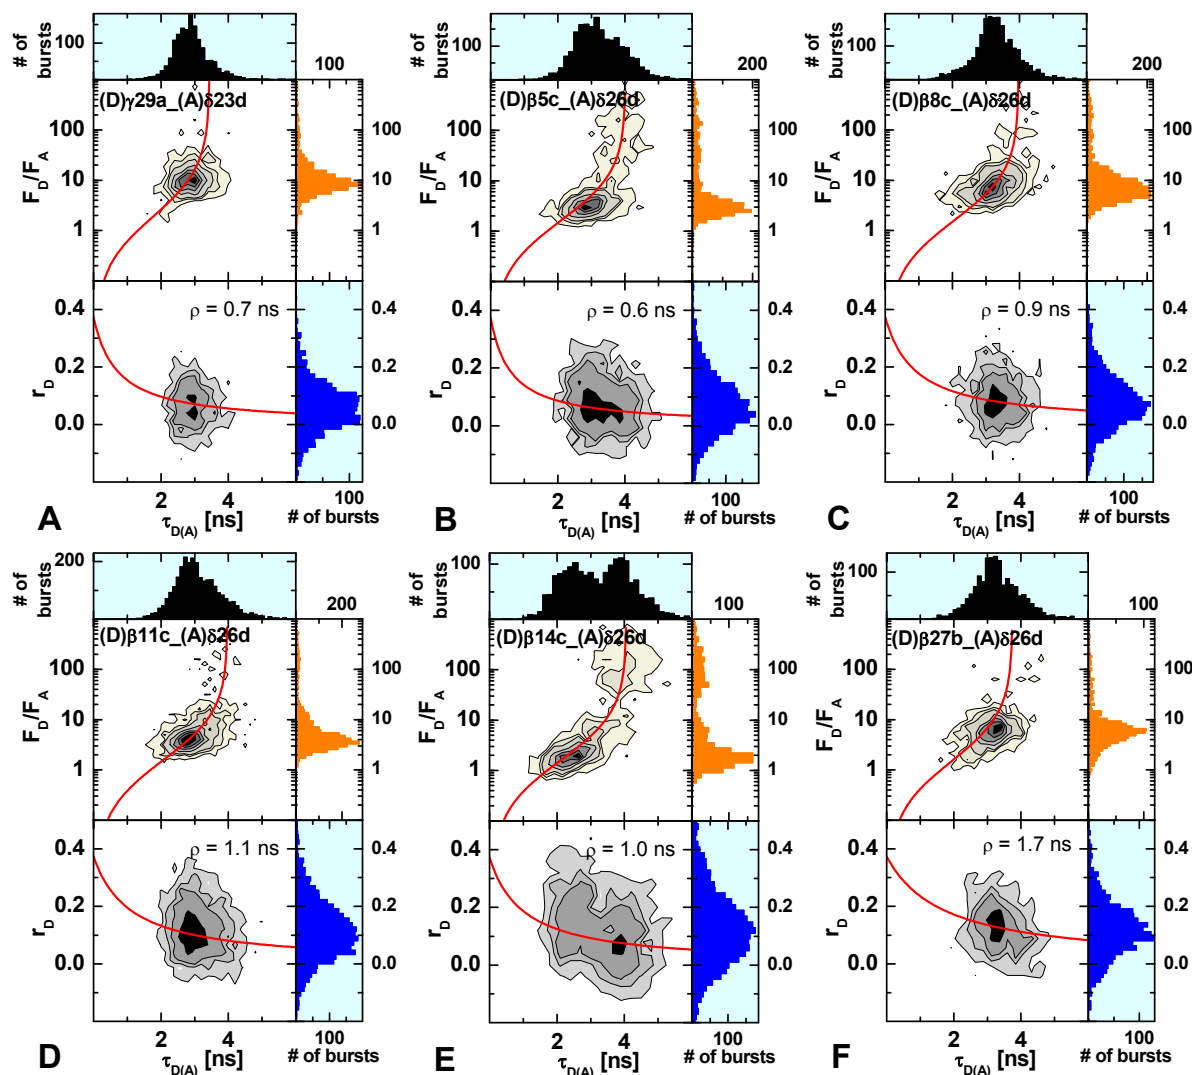 # of bursts
100
100
(D)γ29a_(A)δ23d
F_D/F_A
100
10
1
100
10
1
ρ = 0.7 ns
r_D
0.4
0.2
0.0
0.4
0.2
0.0
2
4
100
A
τ_D(A) [ns]
# of bursts
# of bursts
100
200
(D)β5c_(A)δ26d
F_D/F_A
100
10
1
100
10
1
ρ = 0.6 ns
r_D
0.4
0.2
0.0
0.4
0.2
0.0
2
4
100
B
τ_D(A) [ns]
# of bursts
# of bursts
100
200
(D)β8c_(A)δ26d
F_D/F_A
100
10
1
100
10
1
ρ = 0.9 ns
r_D
0.4
0.2
0.0
0.4
0.2
0.0
2
4
100
C
τ_D(A) [ns]
# of bursts
# of bursts
200
200
(D)β11c_(A)δ26d
F_D/F_A
100
10
1
100
10
1
ρ = 1.1 ns
r_D
0.4
0.2
0.0
0.4
0.2
0.0
2
4
100
D
τ_D(A) [ns]
# of bursts
# of bursts
100
100
(D)β14c_(A)δ26d
F_D/F_A
100
10
1
100
10
1
ρ = 1.0 ns
r_D
0.4
0.2
0.0
0.4
0.2
0.0
2
4
100
E
τ_D(A) [ns]
# of bursts
# of bursts
100
100
(D)β27b_(A)δ26d
F_D/F_A
100
10
1
100
10
1
ρ = 1.7 ns
r_D
0.4
0.2
0.0
0.4
0.2
0.0
2
4
100
F
τ_D(A) [ns]
# of bursts